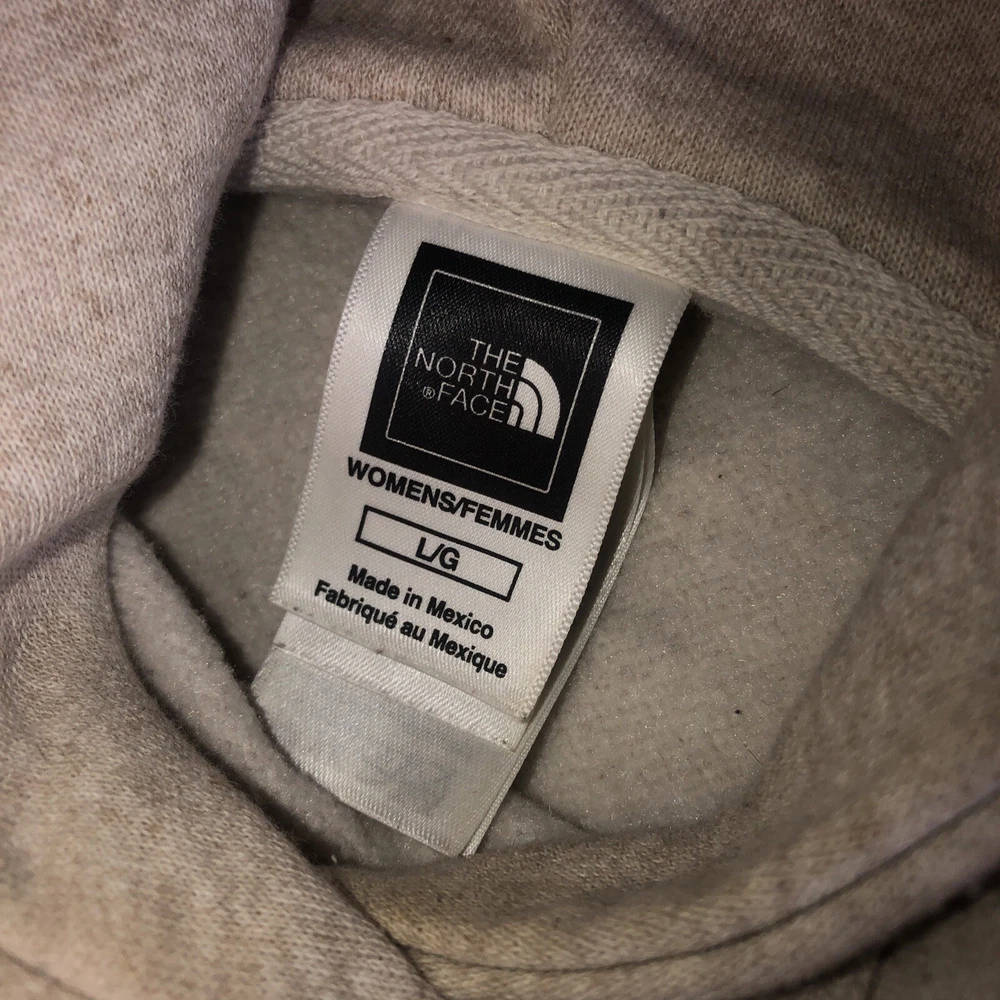 THE
NORTH
®FACE
WOMENS/FEMMES
L/G
Made in Mexico
Fabriqué au Mexique